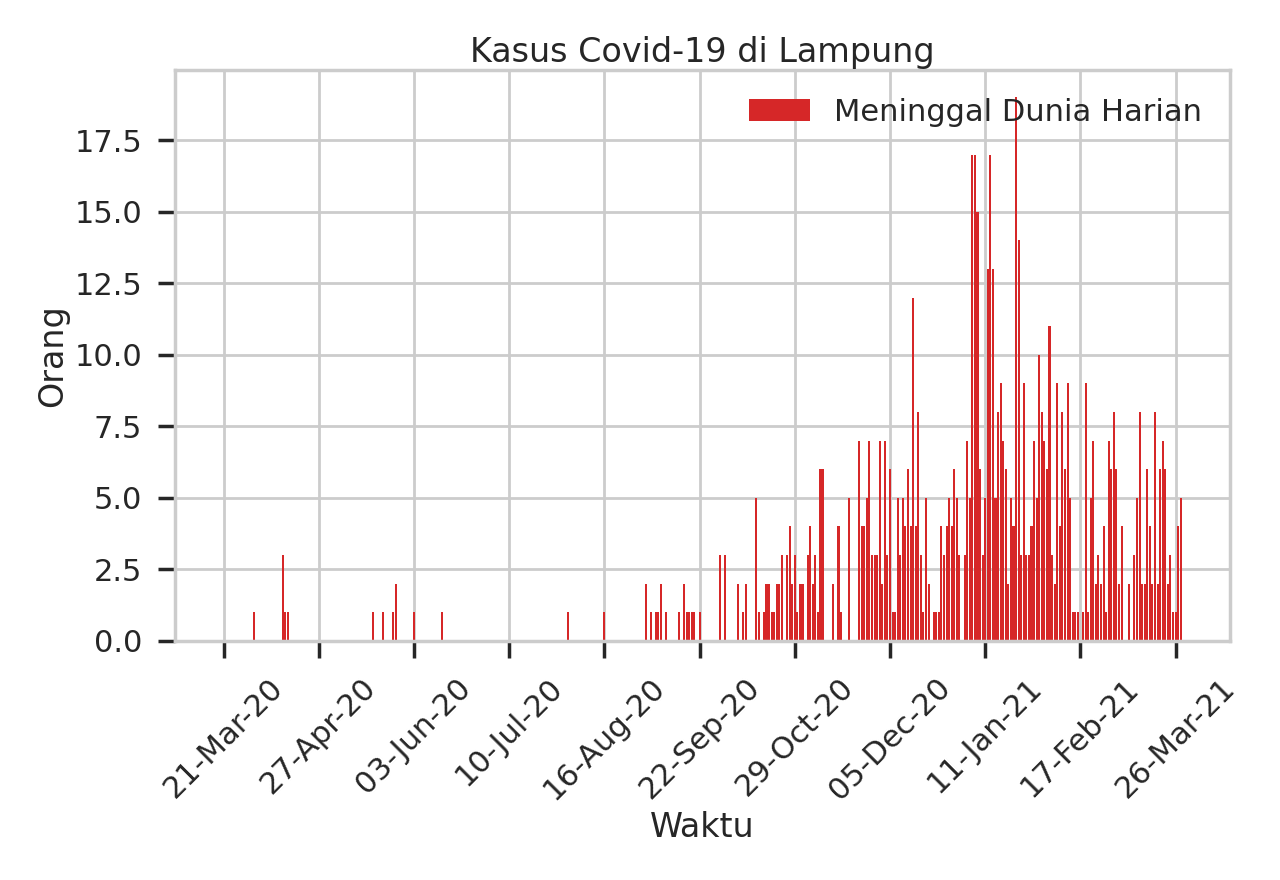 Kasus Covid-19 di Lampung
Meninggal Dunia Harian
17.5
15.0
12.5
10.0
7.5
5.0
2.5
0.0
Orang
21-Mar-20
27-Apr-20
03-Jun-20
10-Jul-20
16-Aug-20
22-Sep-20
29-Oct-20
05-Dec-20
11-Jan-21
17-Feb-21
26-Mar-21
Waktu